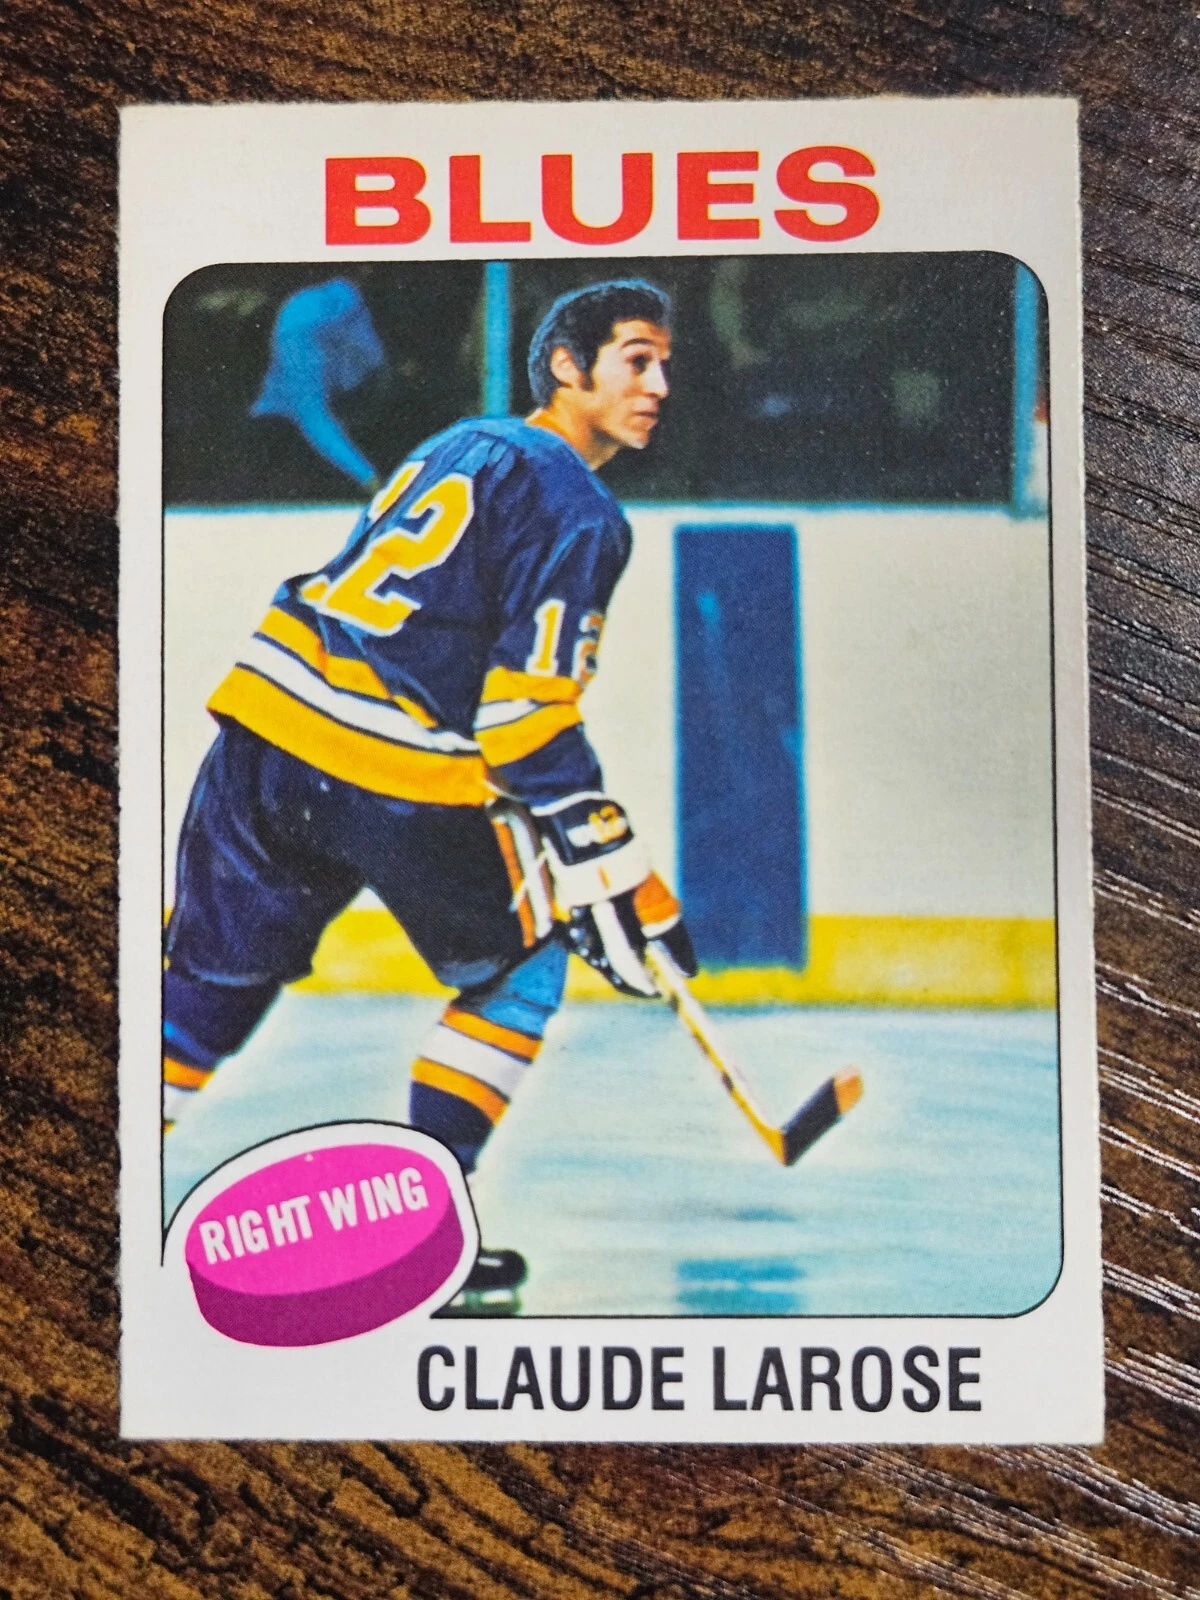 BLUES
12
12
RIGHT WING
CLAUDE LAROSE